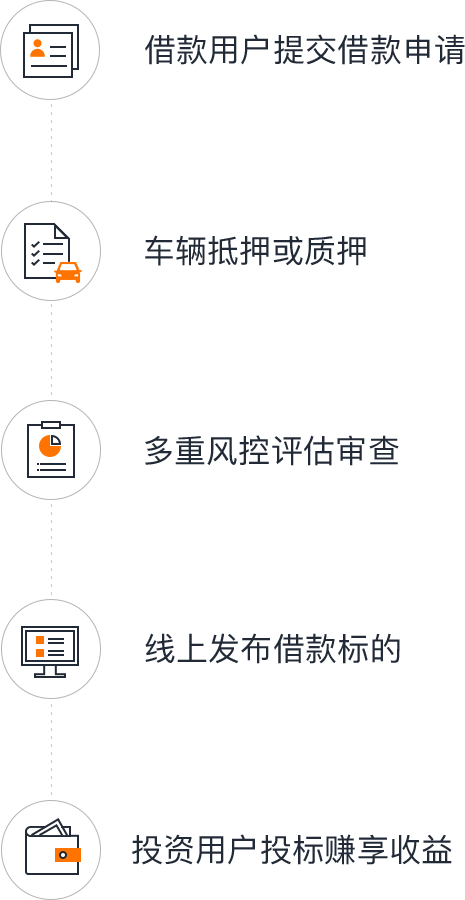 借款用户提交借款申请
车辆抵押或质押
多重风控评估审查
线上发布借款标的
投资用户投标赚享收益